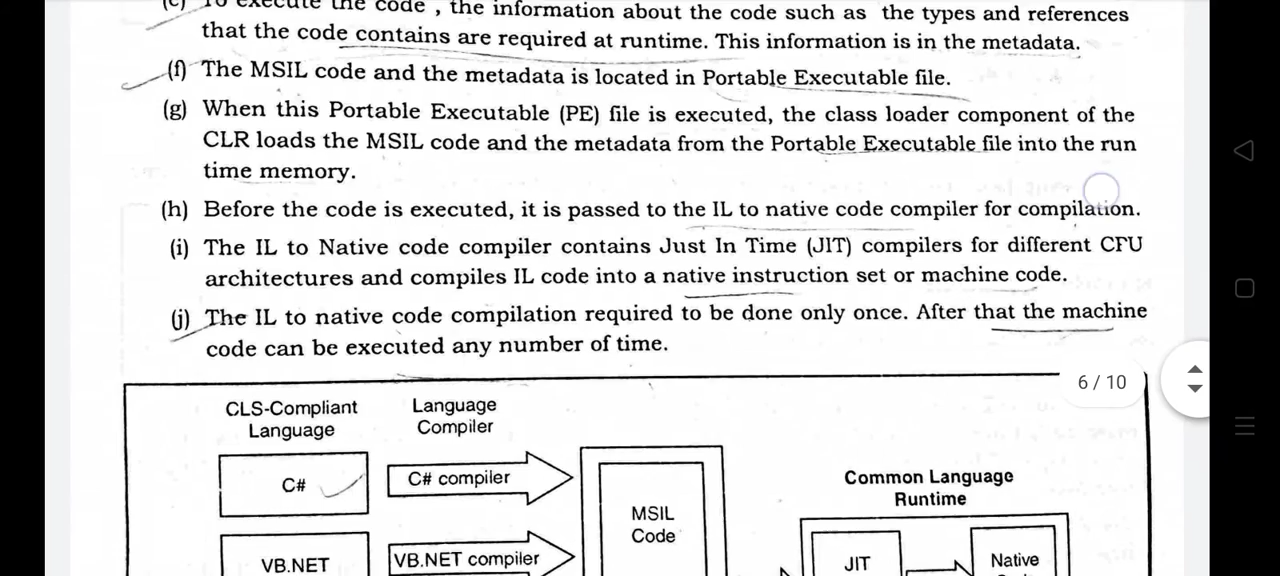 (e) To execute the code , the information about the code such as the types and references
that the code contains are required at runtime. This information is in the metadata.
(f) The MSIL code and the metadata is located in Portable Executable file.
(g) When this Portable Executable (PE) file is executed, the class loader component of the
CLR loads the MSIL code and the metadata from the Portable Executable file into the run
time memory.
(h) Before the code is executed, it is passed to the IL to native code compiler for compilation.
(i) The IL to Native code compiler contains Just In Time (JIT) compilers for different CFU
architectures and compiles IL code into a native instruction set or machine code.
(j) The IL to native code compilation required to be done only once. After that the machine
code can be executed any number of time.
6 / 10
CLS-Compliant
Language
Language
Compiler
C#
C# compiler
Common Language
Runtime
MSIL
Code
VB.NET
VB.NET compiler
JIT
Native